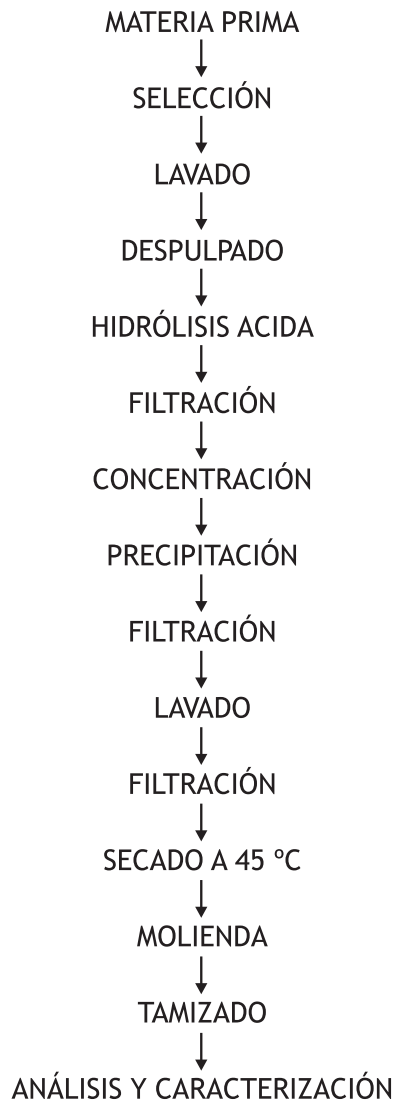 MATERIA PRIMA
SELECCIÓN
LAVADO
DESPULPADO
HIDRÓLISIS ACIDA
FILTRACIÓN
CONCENTRACIÓN
PRECIPITACIÓN
FILTRACIÓN
LAVADO
FILTRACIÓN
SECADO A 45 ºC
MOLIENDA
TAMIZADO
ANÁLISIS Y CARACTERIZACIÓN